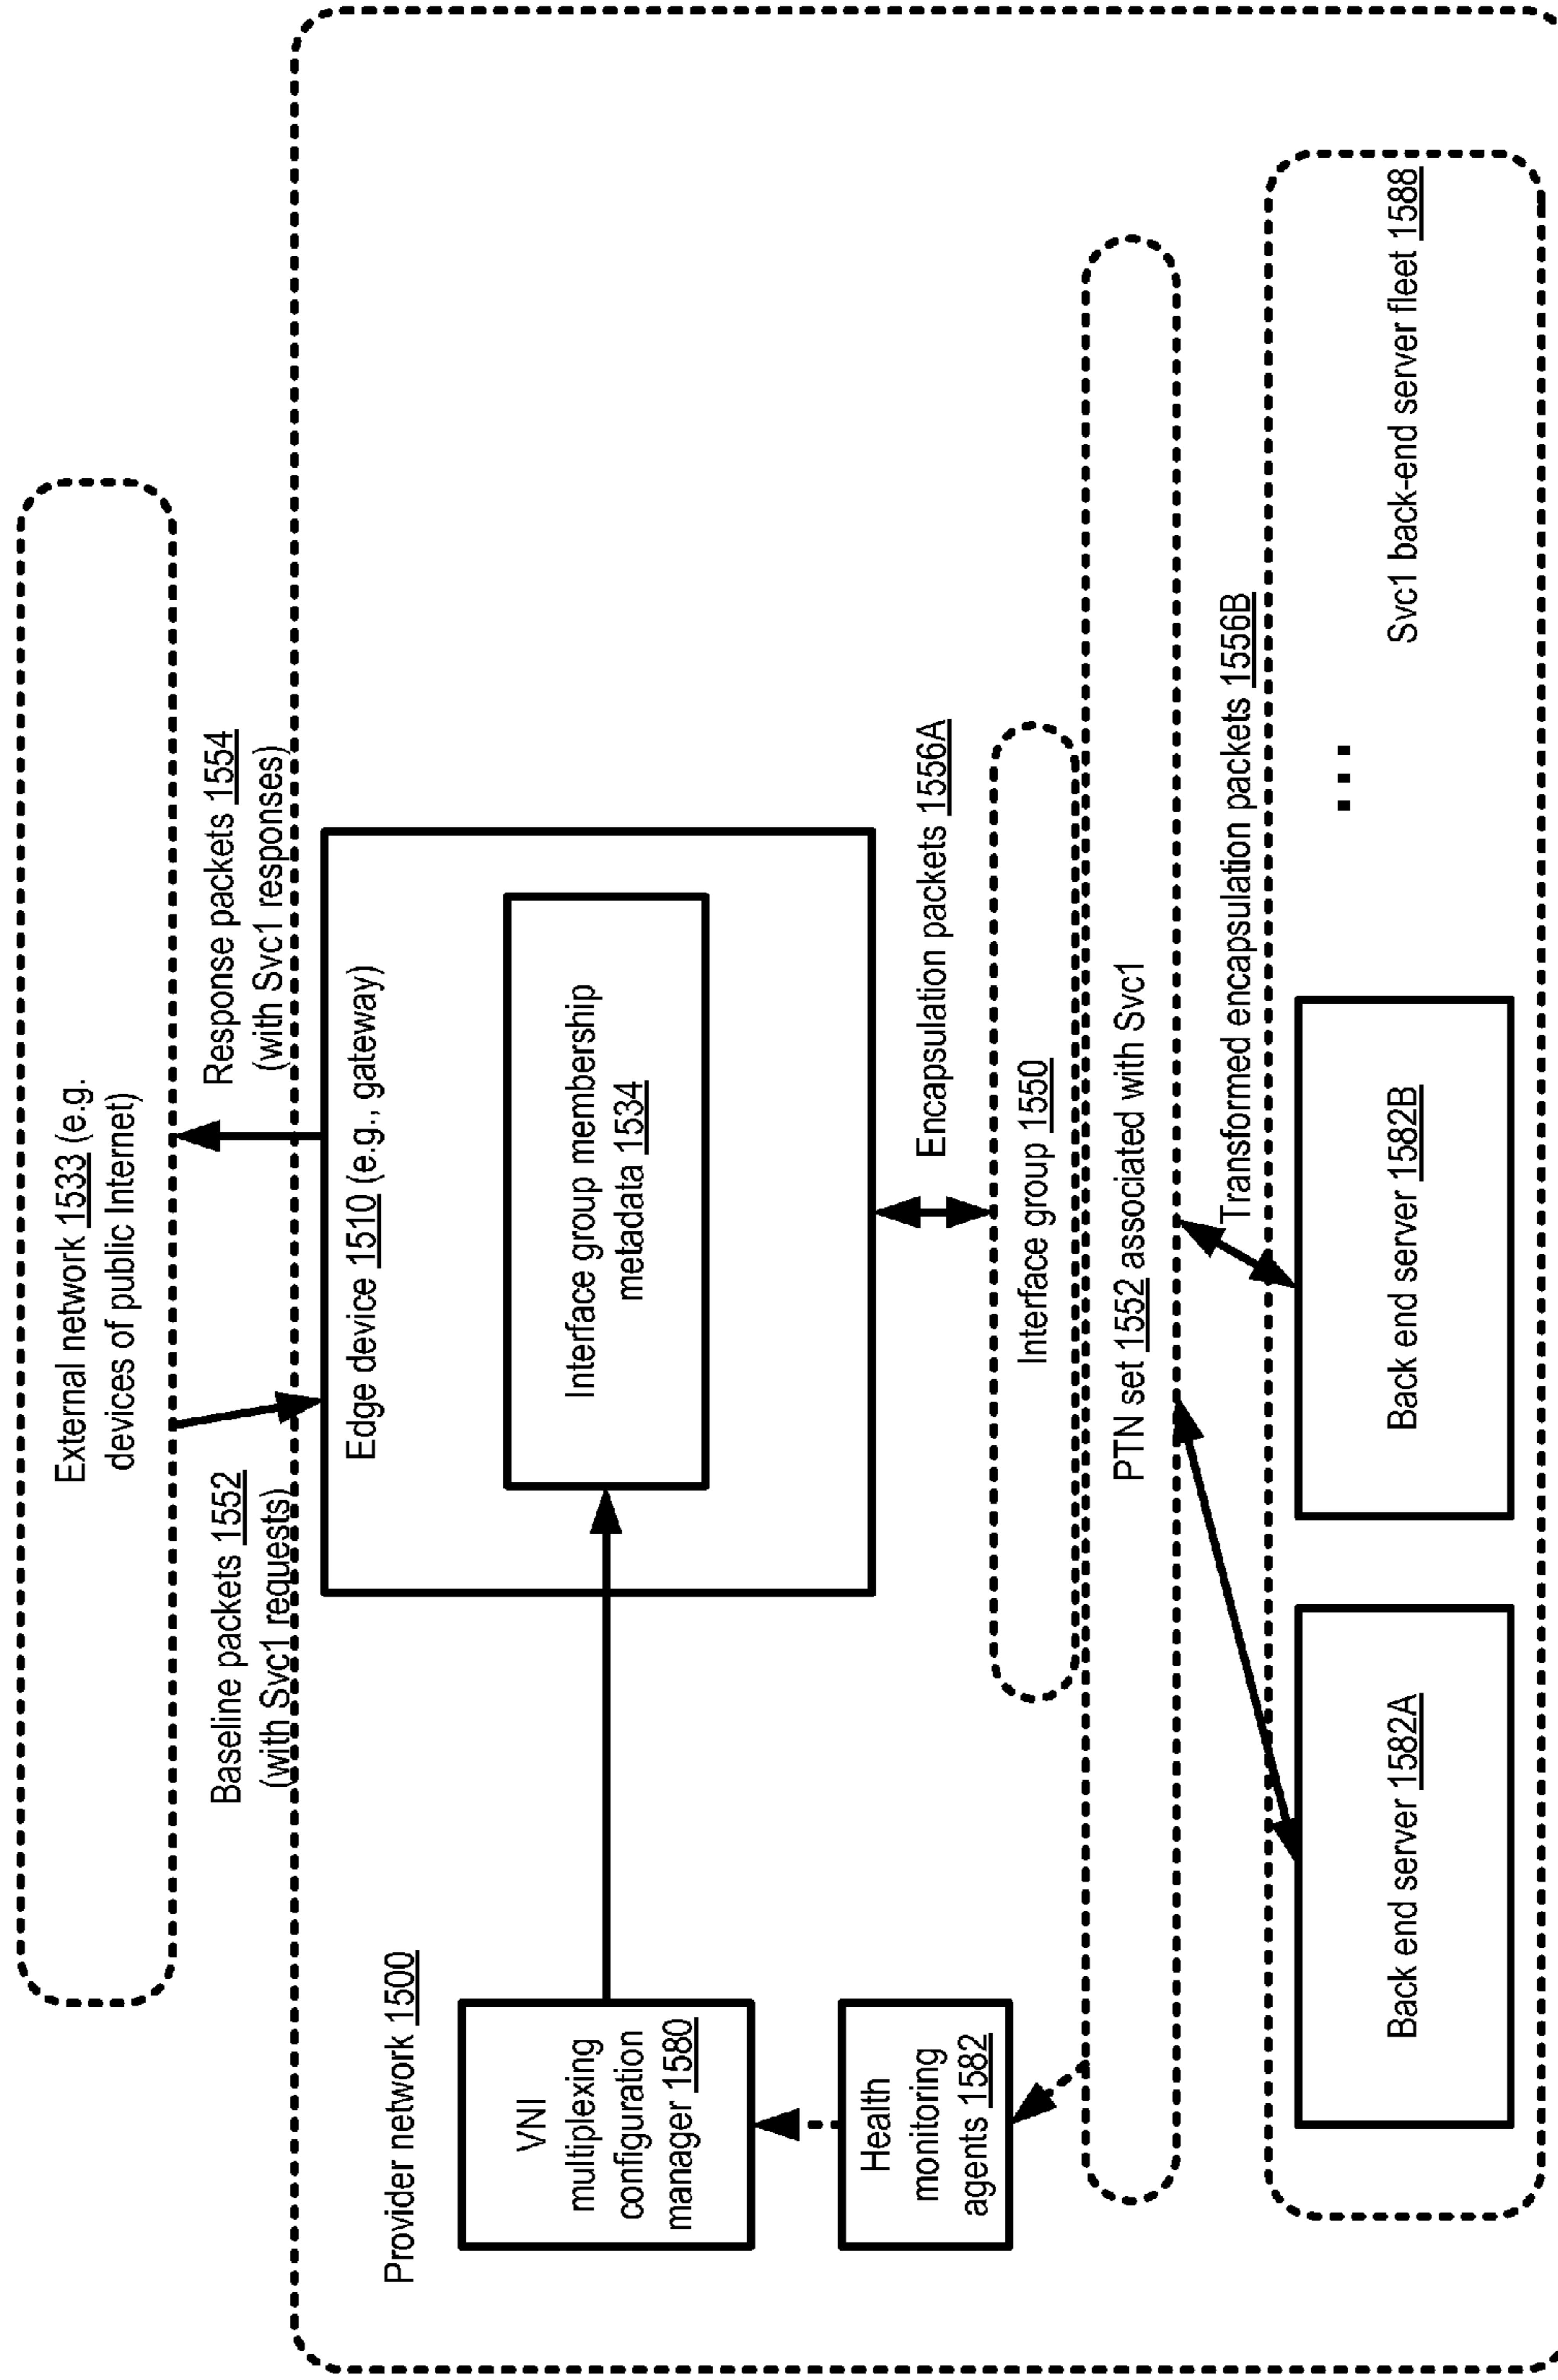 External network 1533 (e.g.
devices of public Internet)
Baseline packets 1552
(with Svc1 requests)
Response packets 1554
(with Svc1 responses)
Provider network 1500
Edge device 1510 (e.g., gateway)
Interface group membership
metadata 1534
VNI
multiplexing
configuration
manager 1580
Health
monitoring
agents 1582
Encapsulation packets 1556A
Interface group 1550
PTN set 1552 associated with Svc1
Transformed encapsulation packets 1556B
Back end server 1582A
Back end server 1582B
...
Svc1 back-end server fleet 1588